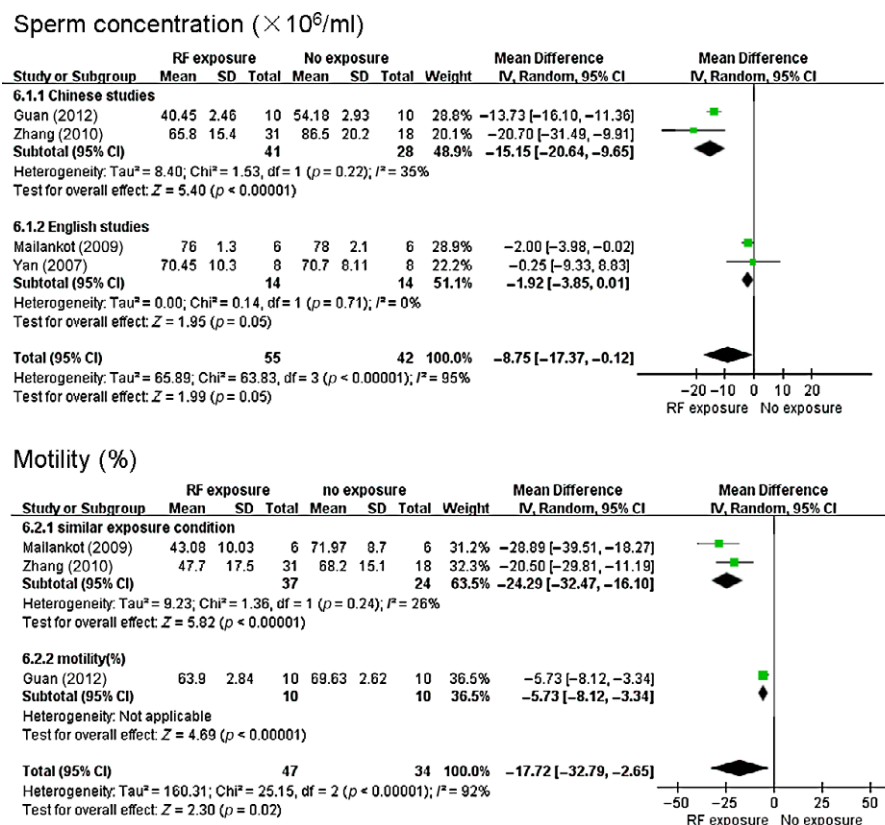 Sperm concentration (×10⁶/ml)
RF exposure No exposure Mean Difference Mean Difference
Study or Subgroup Mean SD Total Mean SD Total Weight IV, Random, 95% CI IV, Random, 95% CI
6.1.1 Chinese studies
Guan (2012) 40.45 2.46 10 54.18 2.93 10 28.8% −13.73 [−16.10, −11.36]
Zhang (2010) 65.8 15.4 31 86.5 20.2 18 20.1% −20.70 [−31.49, −9.91]
Subtotal (95% CI) 41 28 48.9% −15.15 [−20.64, −9.65]
Heterogeneity: Tau² = 8.40; Chi² = 1.53, df = 1 (p = 0.22); I² = 35%
Test for overall effect: Z = 5.40 (p < 0.00001)
6.1.2 English studies
Mailankot (2009) 76 1.3 6 78 2.1 6 28.9% −2.00 [−3.98, −0.02]
Yan (2007) 70.45 10.3 8 70.7 8.11 8 22.2% −0.25 [−9.33, 8.83]
Subtotal (95% CI) 14 14 51.1% −1.92 [−3.85, 0.01]
Heterogeneity: Tau² = 0.00; Chi² = 0.14, df = 1 (p = 0.71); I² = 0%
Test for overall effect: Z = 1.95 (p = 0.05)
Total (95% CI) 55 42 100.0% −8.75 [−17.37, −0.12]
Heterogeneity: Tau² = 65.89; Chi² = 63.83, df = 3 (p < 0.00001); I² = 95%
Test for overall effect: Z = 1.99 (p = 0.05)
−20 −10 0 10 20
RF exposure No exposure
Motility (%)
RF exposure no exposure Mean Difference Mean Difference
Study or Subgroup Mean SD Total Mean SD Total Weight IV, Random, 95% CI IV, Random, 95% CI
6.2.1 similar exposure condition
Mailankot (2009) 43.08 10.03 6 71.97 8.7 6 31.2% −28.89 [−39.51, −18.27]
Zhang (2010) 47.7 17.5 31 68.2 15.1 18 32.3% −20.50 [−29.81, −11.19]
Subtotal (95% CI) 37 24 63.5% −24.29 [−32.47, −16.10]
Heterogeneity: Tau² = 9.23; Chi² = 1.36, df = 1 (p = 0.24); I² = 26%
Test for overall effect: Z = 5.82 (p < 0.00001)
6.2.2 motility(%)
Guan (2012) 63.9 2.84 10 69.63 2.62 10 36.5% −5.73 [−8.12, −3.34]
Subtotal (95% CI) 10 10 36.5% −5.73 [−8.12, −3.34]
Heterogeneity: Not applicable
Test for overall effect: Z = 4.69 (p < 0.00001)
Total (95% CI) 47 34 100.0% −17.72 [−32.79, −2.65]
Heterogeneity: Tau² = 160.31; Chi² = 25.15, df = 2 (p < 0.00001); I² = 92%
Test for overall effect: Z = 2.30 (p = 0.02)
−50 −25 0 25 50
RF exposure No exposure